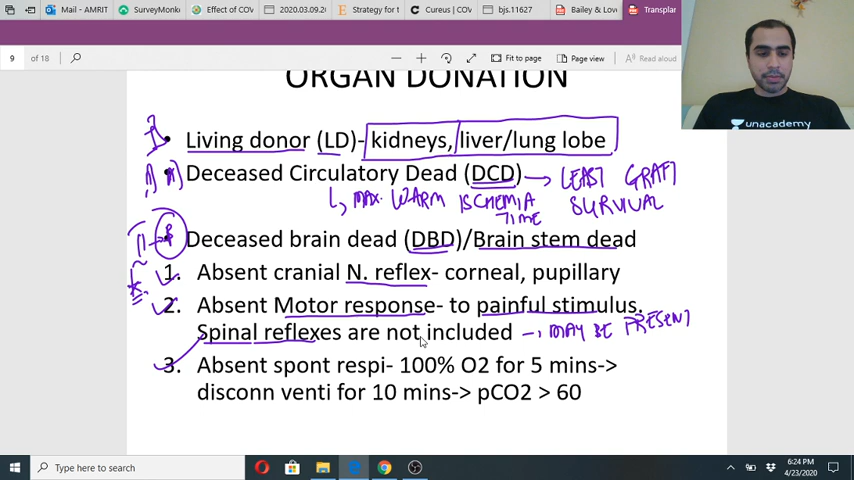 Mail - AMRIT
SurveyMonk
Effect of COV
2020.03.09.20
Strategy for t
Cureus | COV
bjs.11627
Bailey & Love
Transplan
9 of 18
Fit to page
Page view
Read aloud
unacademy
ORGAN DONATION
I • Living donor (LD)- kidneys, liver/lung lobe
• Deceased Circulatory Dead (DCD) → LEAST GRAFT
MAX. WARM ISCHEMIA TIME
SURVIVAL
Deceased brain dead (DBD)/Brain stem dead
1. Absent cranial N. reflex- corneal, pupillary
2. Absent Motor response- to painful stimulus.
Spinal reflexes are not included → MAY BE PRESENT
3. Absent spont respi- 100% O2 for 5 mins->
disconn venti for 10 mins-> pCO2 > 60
Type here to search
6:24 PM
4/23/2020